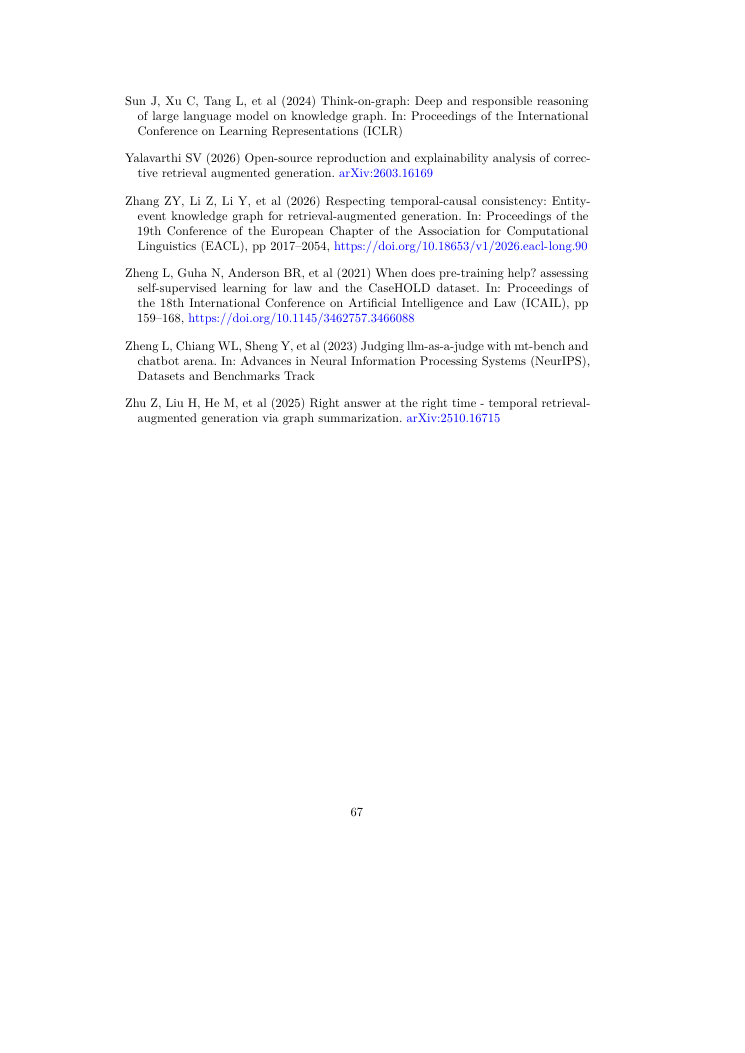 Sun J, Xu C, Tang L, et al (2024) Think-on-graph: Deep and responsible reasoning
of large language model on knowledge graph. In: Proceedings of the International
Conference on Learning Representations (ICLR)
Yalavarthi SV (2026) Open-source reproduction and explainability analysis of correc-
tive retrieval augmented generation. arXiv:2603.16169
Zhang ZY, Li Z, Li Y, et al (2026) Respecting temporal-causal consistency: Entity-
event knowledge graph for retrieval-augmented generation. In: Proceedings of the
19th Conference of the European Chapter of the Association for Computational
Linguistics (EACL), pp 2017–2054, https://doi.org/10.18653/v1/2026.eacl-long.90
Zheng L, Guha N, Anderson BR, et al (2021) When does pre-training help? assessing
self-supervised learning for law and the CaseHOLD dataset. In: Proceedings of
the 18th International Conference on Artificial Intelligence and Law (ICAIL), pp
159–168, https://doi.org/10.1145/3462757.3466088
Zheng L, Chiang WL, Sheng Y, et al (2023) Judging llm-as-a-judge with mt-bench and
chatbot arena. In: Advances in Neural Information Processing Systems (NeurIPS),
Datasets and Benchmarks Track
Zhu Z, Liu H, He M, et al (2025) Right answer at the right time - temporal retrieval-
augmented generation via graph summarization. arXiv:2510.16715
67